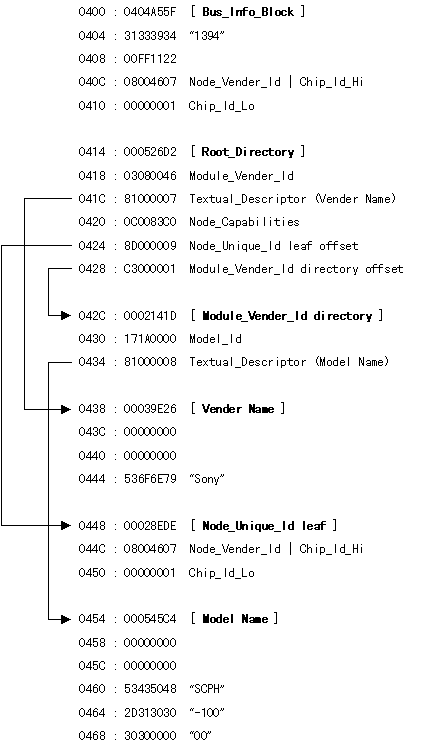 0400 : 0404A55F [ Bus_Info_Block ]
0404 : 31333934 “1394”
0408 : 00FF1122
040C : 08004607 Node_Vender_Id | Chip_Id_Hi
0410 : 00000001 Chip_Id_Lo
0414 : 000526D2 [ Root_Directory ]
0418 : 03080046 Module_Vender_Id
041C : 81000007 Textual_Descriptor (Vender Name)
0420 : 0C0083C0 Node_Capabilities
0424 : 8D000009 Node_Unique_Id leaf offset
0428 : C3000001 Module_Vender_Id directory offset
042C : 0002141D [ Module_Vender_Id directory ]
0430 : 171A0000 Model_Id
0434 : 81000008 Textual_Descriptor (Model Name)
0438 : 00039E26 [ Vender Name ]
043C : 00000000
0440 : 00000000
0444 : 536F6E79 “Sony”
0448 : 00028EDE [ Node_Unique_Id leaf ]
044C : 08004607 Node_Vender_Id | Chip_Id_Hi
0450 : 00000001 Chip_Id_Lo
0454 : 000545C4 [ Model Name ]
0458 : 00000000
045C : 00000000
0460 : 53435048 “SCPH”
0464 : 2D313030 “-100”
0468 : 30300000 “00”